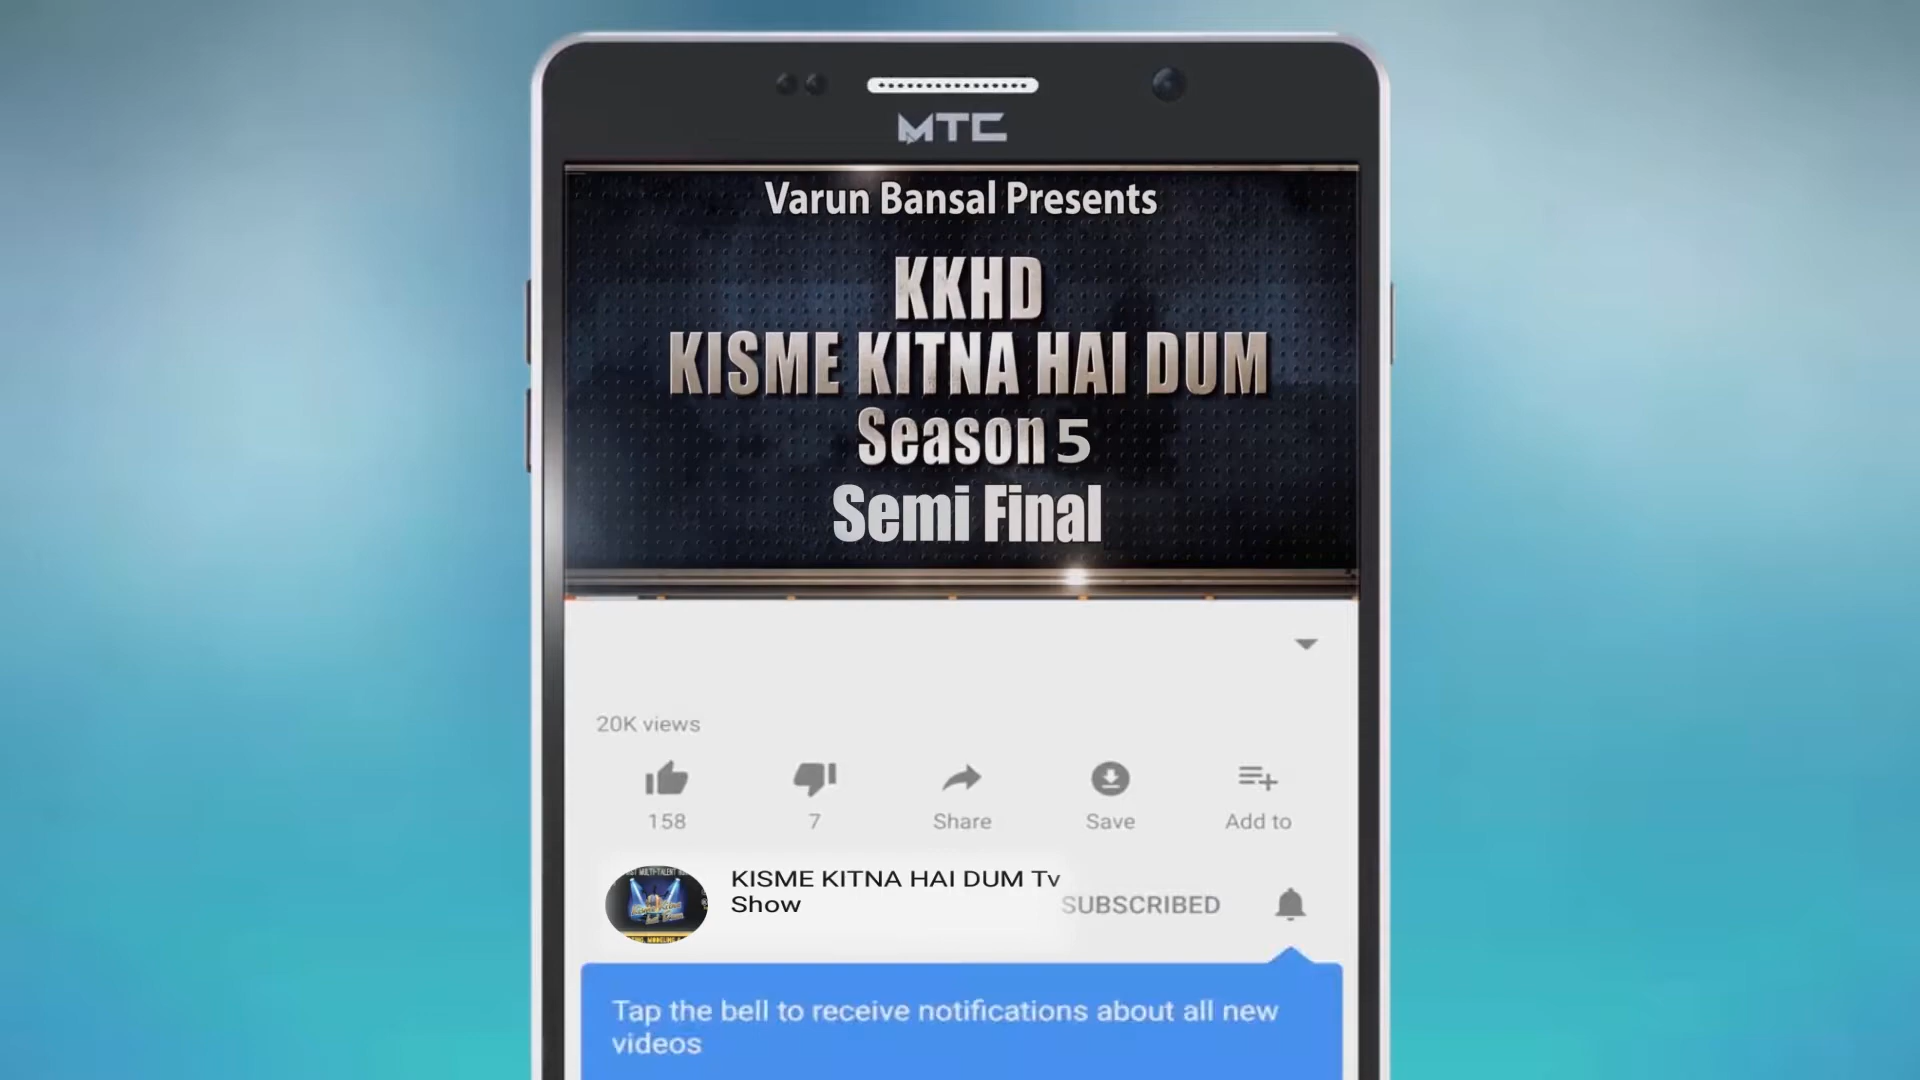 MTC
Varun Bansal Presents
KKHD
KISME KITNA HAI DUM
Season 5
Semi Final
20K views
158
7
Share
Save
Add to
KISME KITNA HAI DUM Tv
Show
SUBSCRIBED
Tap the bell to receive notifications about all new
videos